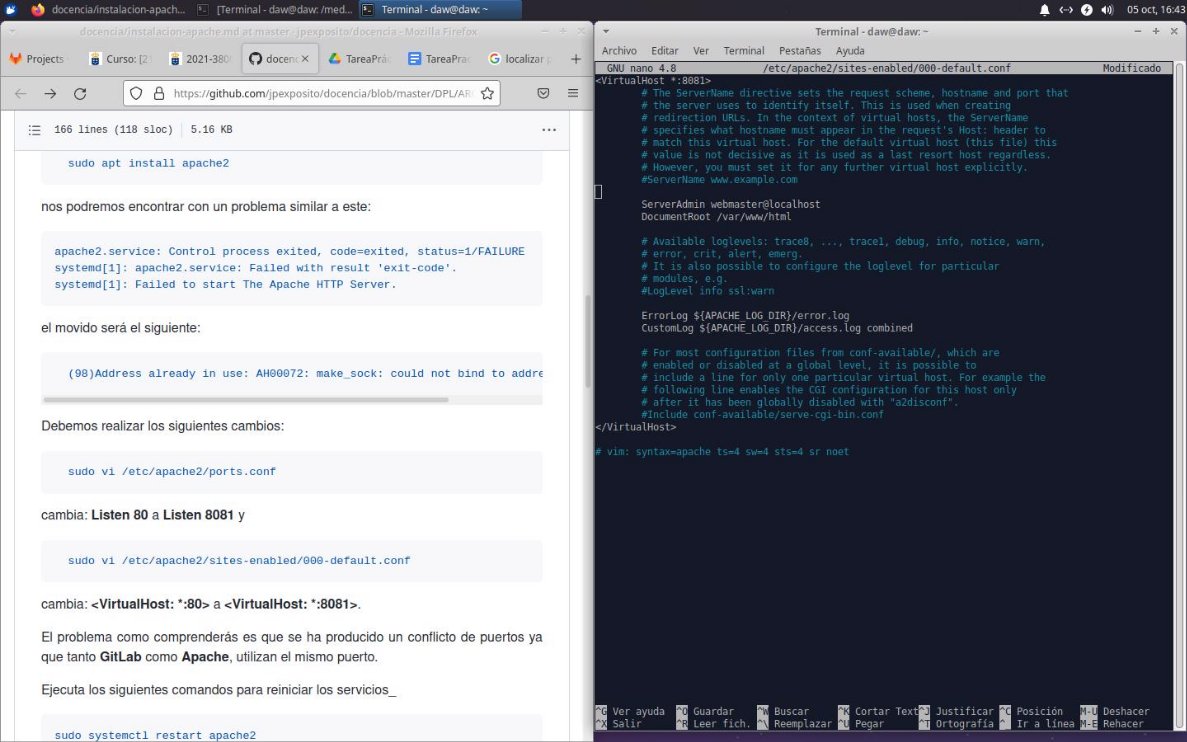 docencia/instalacion-apach...
[Terminal - daw@daw: /med...
Terminal - daw@daw: ~
05 oct, 16:43
docencia/instalacion-apache.md at master · jpexposito/docencia - Mozilla Firefox
Projects
Curso: [2
2021-380
docenc
TareaPrác
TareaPrac
localizar p
https://github.com/jpexposito/docencia/blob/master/DPL/AR
166 lines (118 sloc) 5.16 KB
sudo apt install apache2
nos podremos encontrar con un problema similar a este:
apache2.service: Control process exited, code=exited, status=1/FAILURE
systemd[1]: apache2.service: Failed with result 'exit-code'.
systemd[1]: Failed to start The Apache HTTP Server.
el movido será el siguiente:
(98)Address already in use: AH00072: make_sock: could not bind to addre
Debemos realizar los siguientes cambios:
sudo vi /etc/apache2/ports.conf
cambia: Listen 80 a Listen 8081 y
sudo vi /etc/apache2/sites-enabled/000-default.conf
cambia: <VirtualHost: *:80> a <VirtualHost: *:8081>.
El problema como comprenderás es que se ha producido un conflicto de puertos ya
que tanto GitLab como Apache, utilizan el mismo puerto.
Ejecuta los siguientes comandos para reiniciar los servicios_
sudo systemctl restart apache2
Terminal - daw@daw: ~
Archivo Editar Ver Terminal Pestañas Ayuda
GNU nano 4.8 /etc/apache2/sites-enabled/000-default.conf Modificado
<VirtualHost *:8081>
# The ServerName directive sets the request scheme, hostname and port that
# the server uses to identify itself. This is used when creating
# redirection URLs. In the context of virtual hosts, the ServerName
# specifies what hostname must appear in the request's Host: header to
# match this virtual host. For the default virtual host (this file) this
# value is not decisive as it is used as a last resort host regardless.
# However, you must set it for any further virtual host explicitly.
#ServerName www.example.com
ServerAdmin webmaster@localhost
DocumentRoot /var/www/html
# Available loglevels: trace8, ..., trace1, debug, info, notice, warn,
# error, crit, alert, emerg.
# It is also possible to configure the loglevel for particular
# modules, e.g.
#LogLevel info ssl:warn
ErrorLog ${APACHE_LOG_DIR}/error.log
CustomLog ${APACHE_LOG_DIR}/access.log combined
# For most configuration files from conf-available/, which are
# enabled or disabled at a global level, it is possible to
# include a line for only one particular virtual host. For example the
# following line enables the CGI configuration for this host only
# after it has been globally disabled with "a2disconf".
#Include conf-available/serve-cgi-bin.conf
</VirtualHost>
# vim: syntax=apache ts=4 sw=4 sts=4 sr noet
^G Ver ayuda ^O Guardar ^W Buscar ^K Cortar Text ^J Justificar ^C Posición M-U Deshacer
^X Salir ^R Leer fich. ^\ Reemplazar ^U Pegar ^T Ortografía ^_ Ir a línea M-E Rehacer